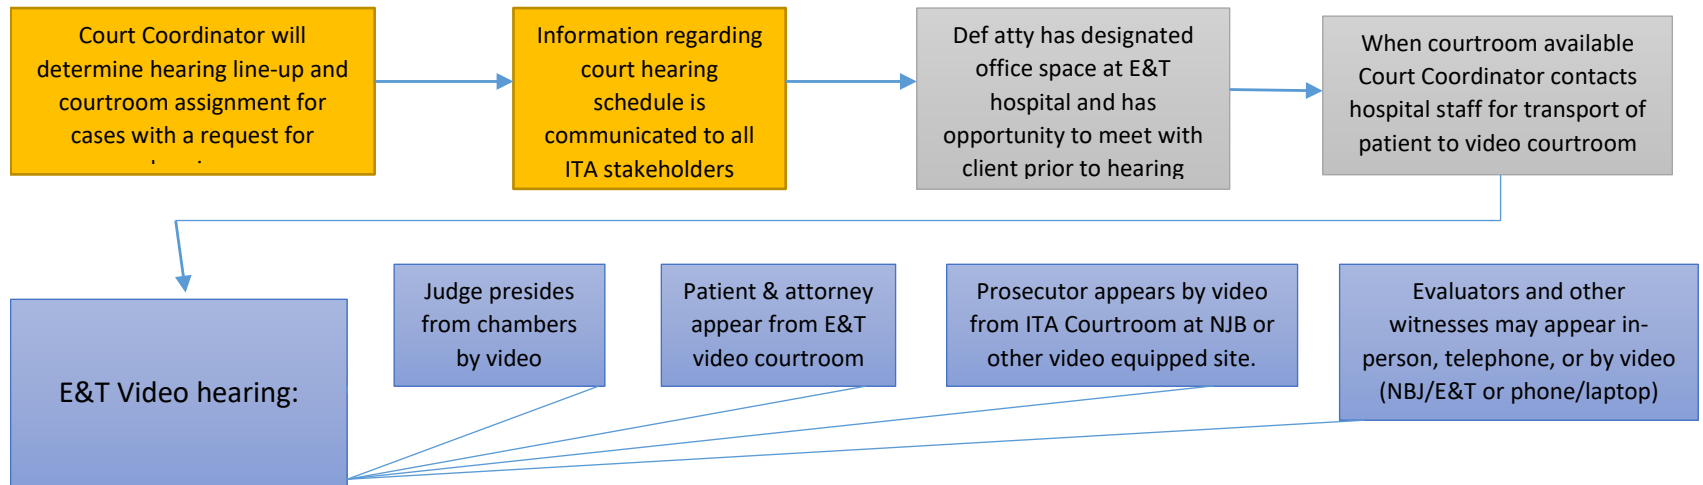 Court Coordinator will
determine hearing line-up and
courtroom assignment for
cases with a request for
Information regarding
court hearing
schedule is
communicated to all
ITA stakeholders
Def atty has designated
office space at E&T
hospital and has
opportunity to meet with
client prior to hearing
When courtroom available
Court Coordinator contacts
hospital staff for transport of
patient to video courtroom
E&T Video hearing:
Judge presides
from chambers
by video
Patient & attorney
appear from E&T
video courtroom
Prosecutor appears by video
from ITA Courtroom at NJB or
other video equipped site.
Evaluators and other
witnesses may appear in-
person, telephone, or by video
(NBJ/E&T or phone/laptop)